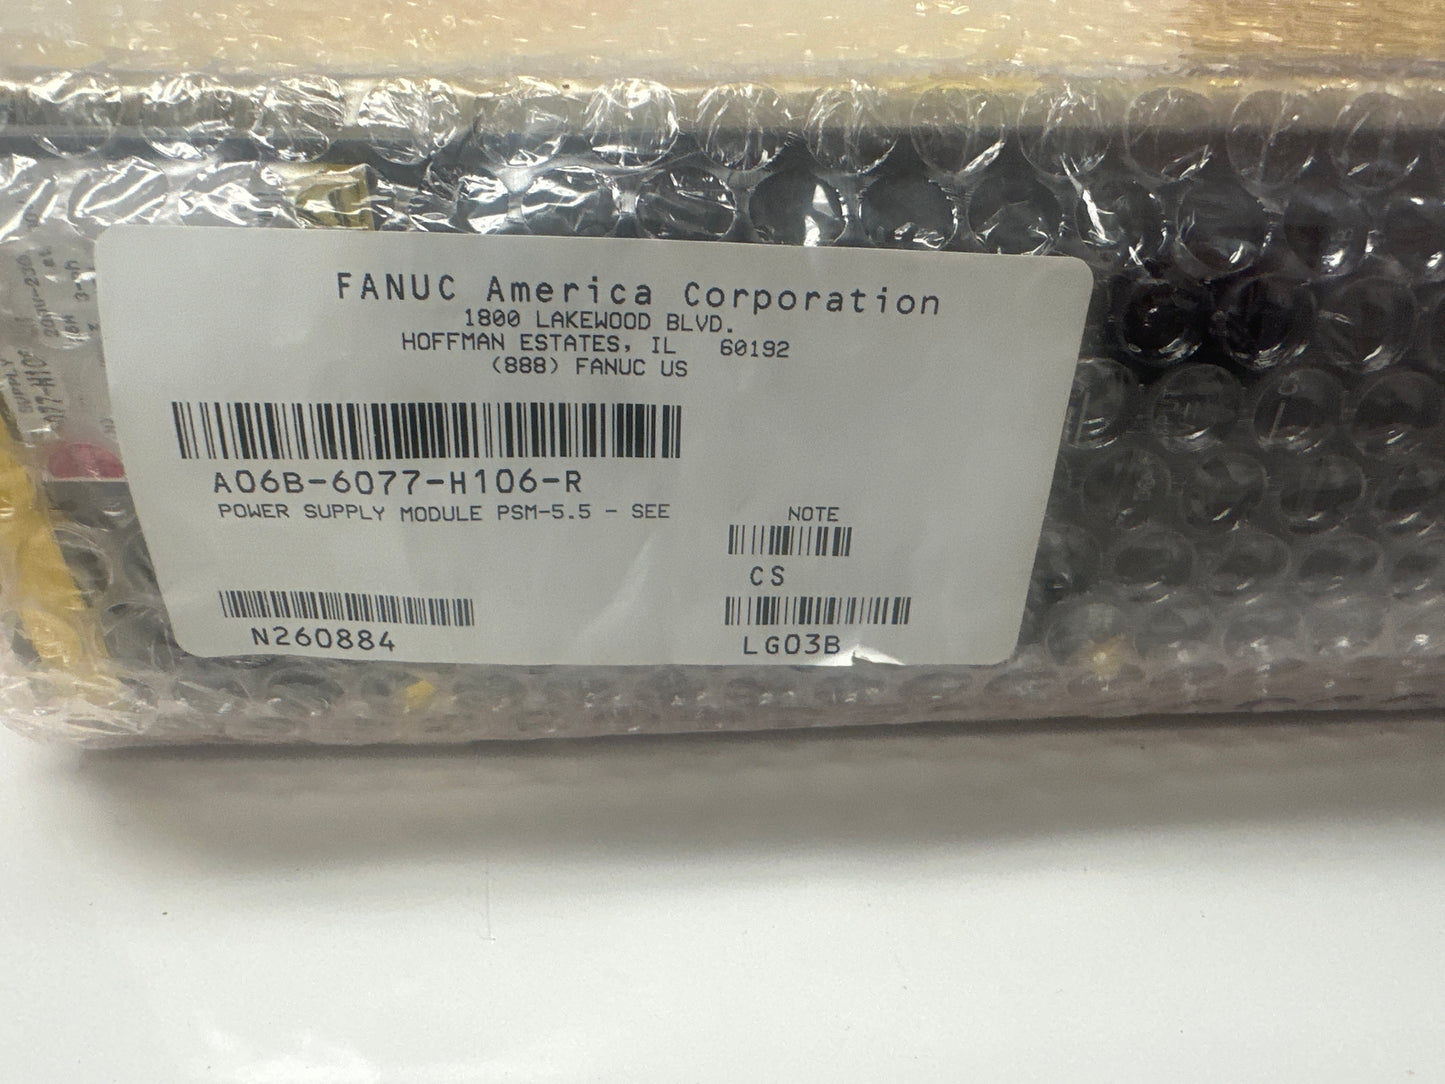 FANUC America Corporation
1800 LAKEWOOD BLVD.
HOFFMAN ESTATES, IL 60192
(888) FANUC US
A06B-6077-H106-R
POWER SUPPLY MODULE PSM-5.5 - SEE
NOTE
CS
N260884
LG03B
SUPPLY